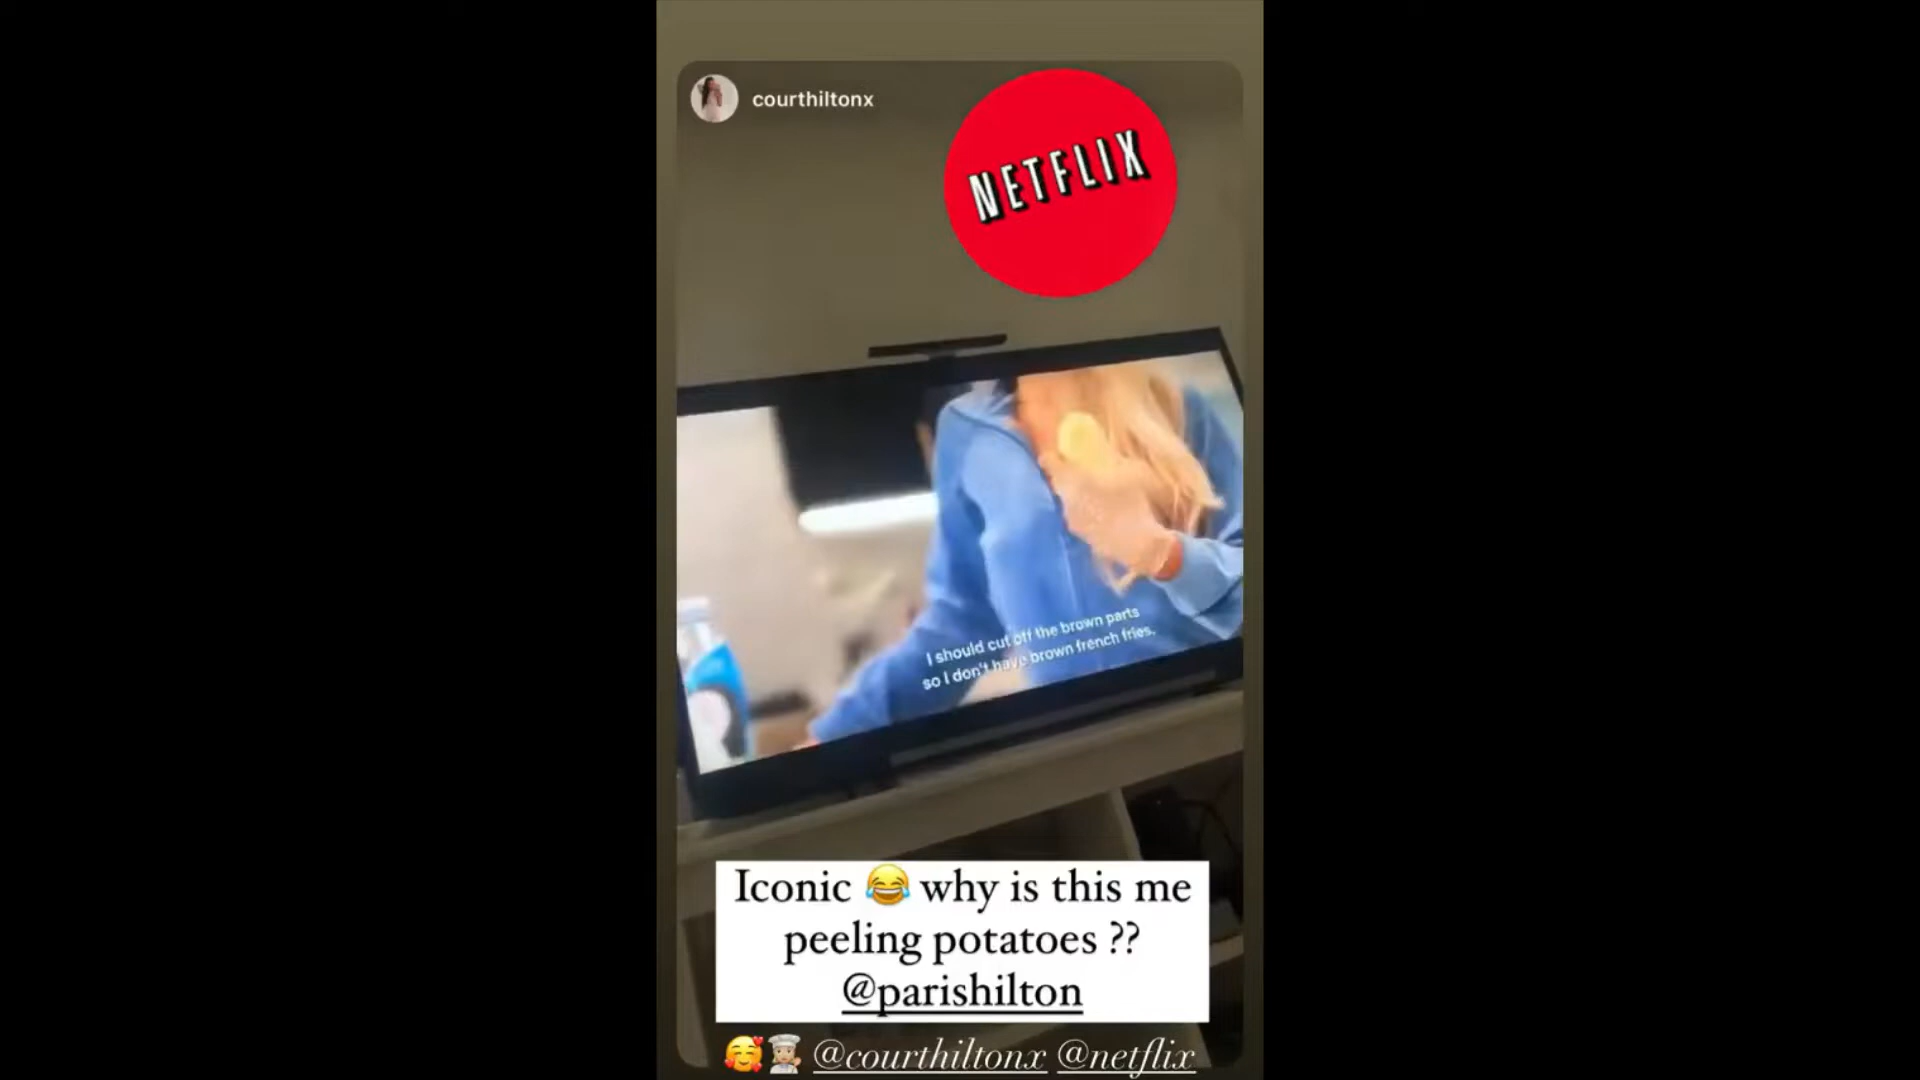 courthiltonx
NETFLIX
I should cut off the brown parts
so I don't have brown french fries.
Iconic 😂 why is this me
peeling potatoes ??
@parishilton
🥰👩🏼‍🍳 @courthiltonx @netflix